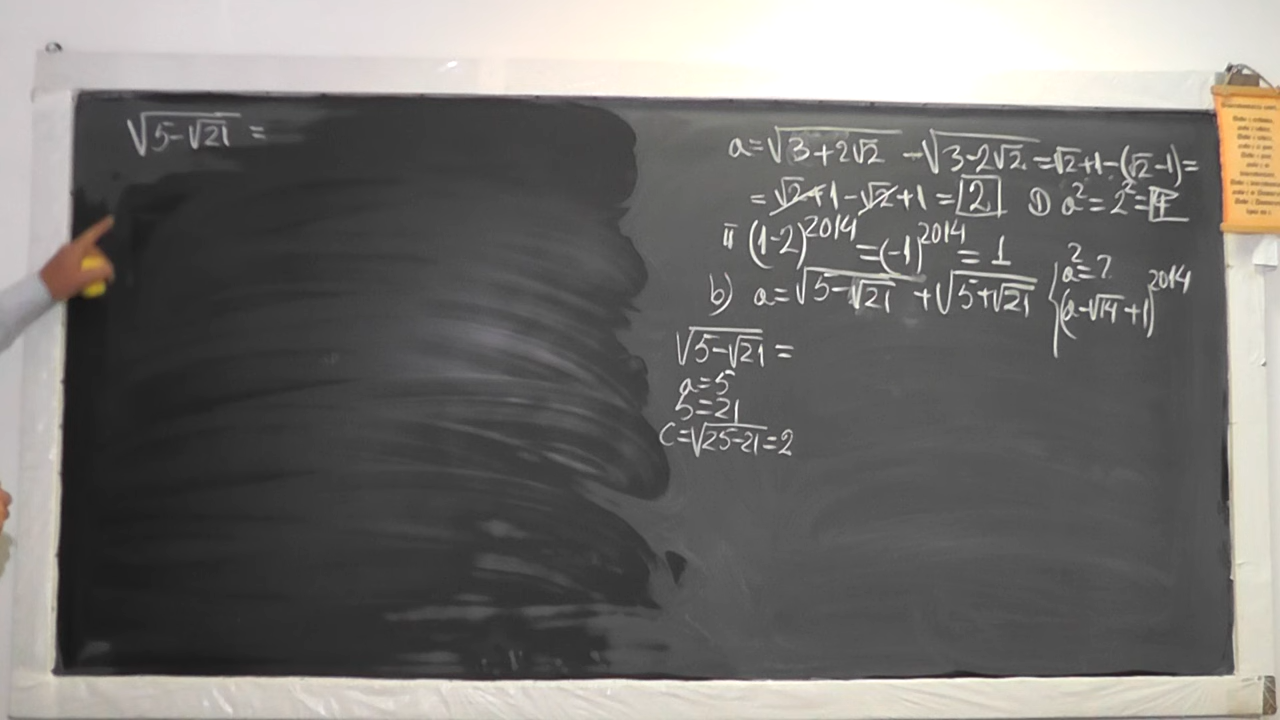 √(5-√21) =
a=√(3+2√2) -√(3-2√2)=√2+1-(√2-1)=
= √2+1-√2+1 = 2 I) a²=2²=4
II (1-2)²⁰¹⁴ =(-1)²⁰¹⁴ = 1
b) a=√(5-√21) +√(5+√21) { a²=?
(a-√14+1)²⁰¹⁴
√(5-√21) =
a=5
b=21
C=√(25-21)=2